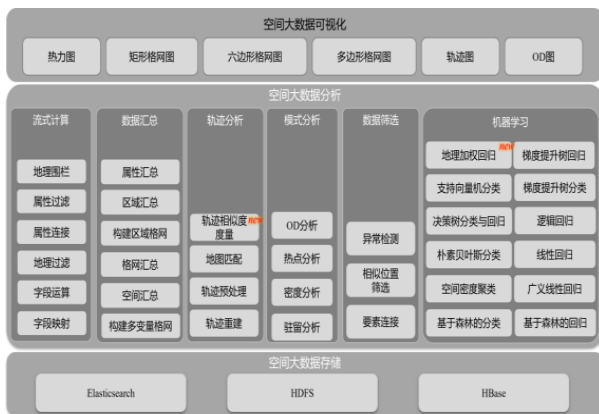 空间大数据可视化
热力图
矩形格网图
六边形格网图
多边形格网图
轨迹图
OD图
空间大数据分析
流式计算
地理围栏
属性过滤
属性连接
地理过滤
字段运算
字段映射
数据汇总
属性汇总
区域汇总
构建区域格网
格网汇总
空间汇总
构建多变量格网
轨迹分析
轨迹相似度
度量
new
地图匹配
轨迹预处理
轨迹重建
模式分析
OD分析
热点分析
密度分析
驻留分析
数据筛选
异常检测
相似位置
筛选
要素连接
机器学习
地理加权回归
new
梯度提升树回归
支持向量机分类
梯度提升树分类
决策树分类与回归
逻辑回归
朴素贝叶斯分类
线性回归
空间密度聚类
广义线性回归
基于森林的分类
基于森林的回归
空间大数据存储
Elasticsearch
HDFS
HBase